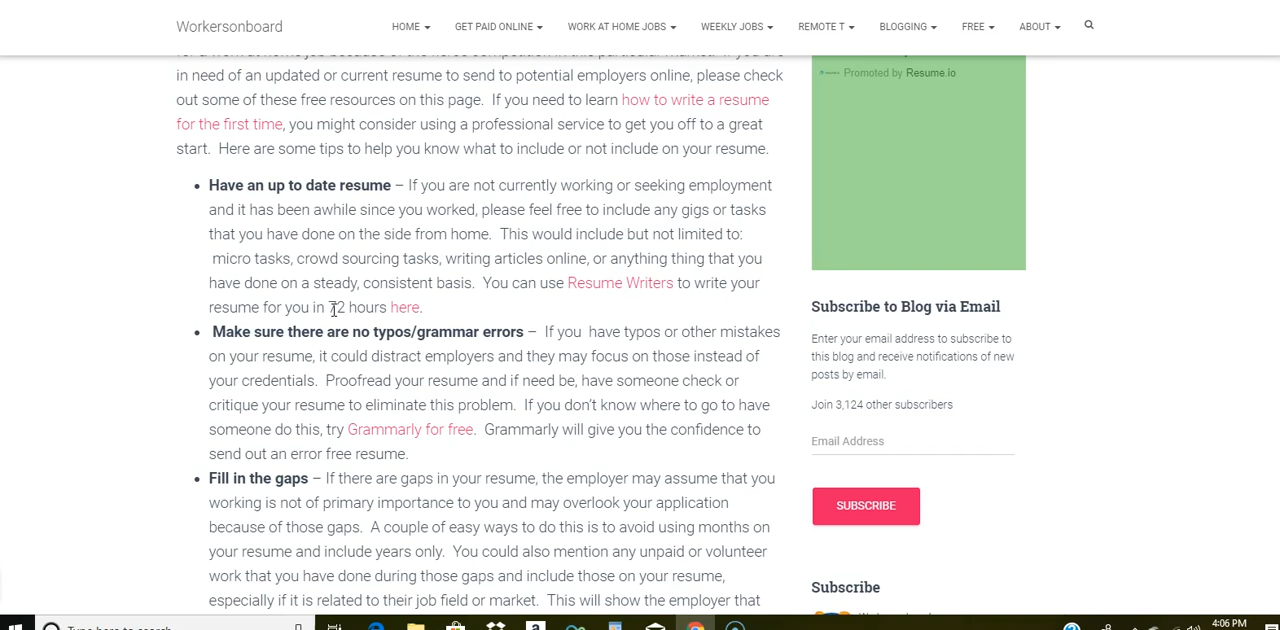 Workersonboard
HOME GET PAID ONLINE WORK AT HOME JOBS WEEKLY JOBS REMOTE T BLOGGING FREE ABOUT
for a work at home job because of the fierce competition in this particular market. If you are
in need of an updated or current resume to send to potential employers online, please check
out some of these free resources on this page. If you need to learn how to write a resume
for the first time, you might consider using a professional service to get you off to a great
start. Here are some tips to help you know what to include or not include on your resume.
• Have an up to date resume – If you are not currently working or seeking employment
and it has been awhile since you worked, please feel free to include any gigs or tasks
that you have done on the side from home. This would include but not limited to:
micro tasks, crowd sourcing tasks, writing articles online, or anything thing that you
have done on a steady, consistent basis. You can use Resume Writers to write your
resume for you in 72 hours here.
• Make sure there are no typos/grammar errors – If you have typos or other mistakes
on your resume, it could distract employers and they may focus on those instead of
your credentials. Proofread your resume and if need be, have someone check or
critique your resume to eliminate this problem. If you don't know where to go to have
someone do this, try Grammarly for free. Grammarly will give you the confidence to
send out an error free resume.
• Fill in the gaps – If there are gaps in your resume, the employer may assume that you
working is not of primary importance to you and may overlook your application
because of those gaps. A couple of easy ways to do this is to avoid using months on
your resume and include years only. You could also mention any unpaid or volunteer
work that you have done during those gaps and include those on your resume,
especially if it is related to their job field or market. This will show the employer that
Promoted by Resume.io
Subscribe to Blog via Email
Enter your email address to subscribe to
this blog and receive notifications of new
posts by email.
Join 3,124 other subscribers
Email Address
SUBSCRIBE
Subscribe
Type here to search
4:06 PM